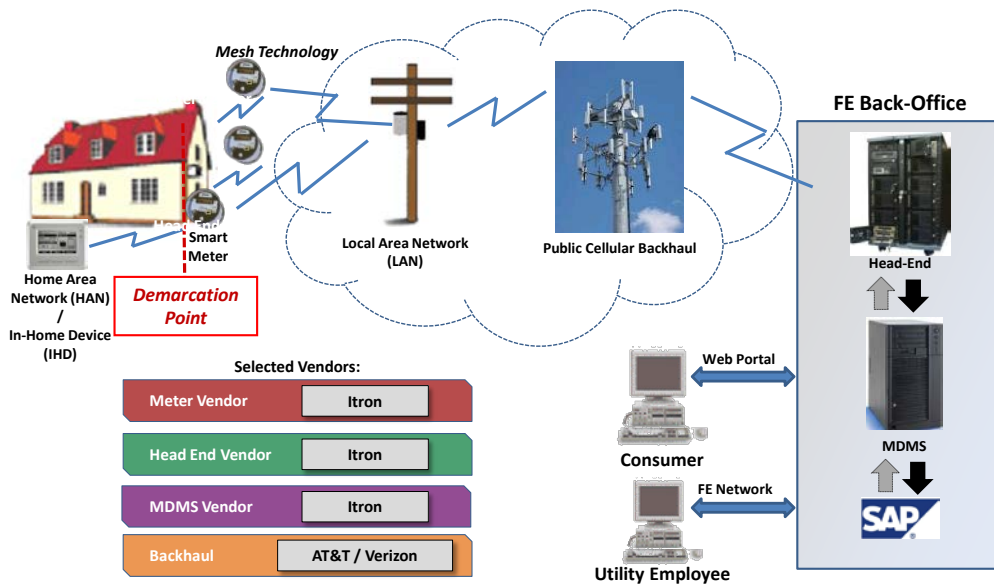 Mesh Technology
FE Back-Office
Head End
Smart
Meter
Local Area Network
(LAN)
Public Cellular Backhaul
Head-End
Home Area
Network (HAN)
/
In-Home Device
(IHD)
Demarcation
Point
Selected Vendors:
Meter Vendor Itron
Head End Vendor Itron
MDMS Vendor Itron
Backhaul AT&T / Verizon
Web Portal
Consumer
FE Network
Utility Employee
MDMS
SAP
®